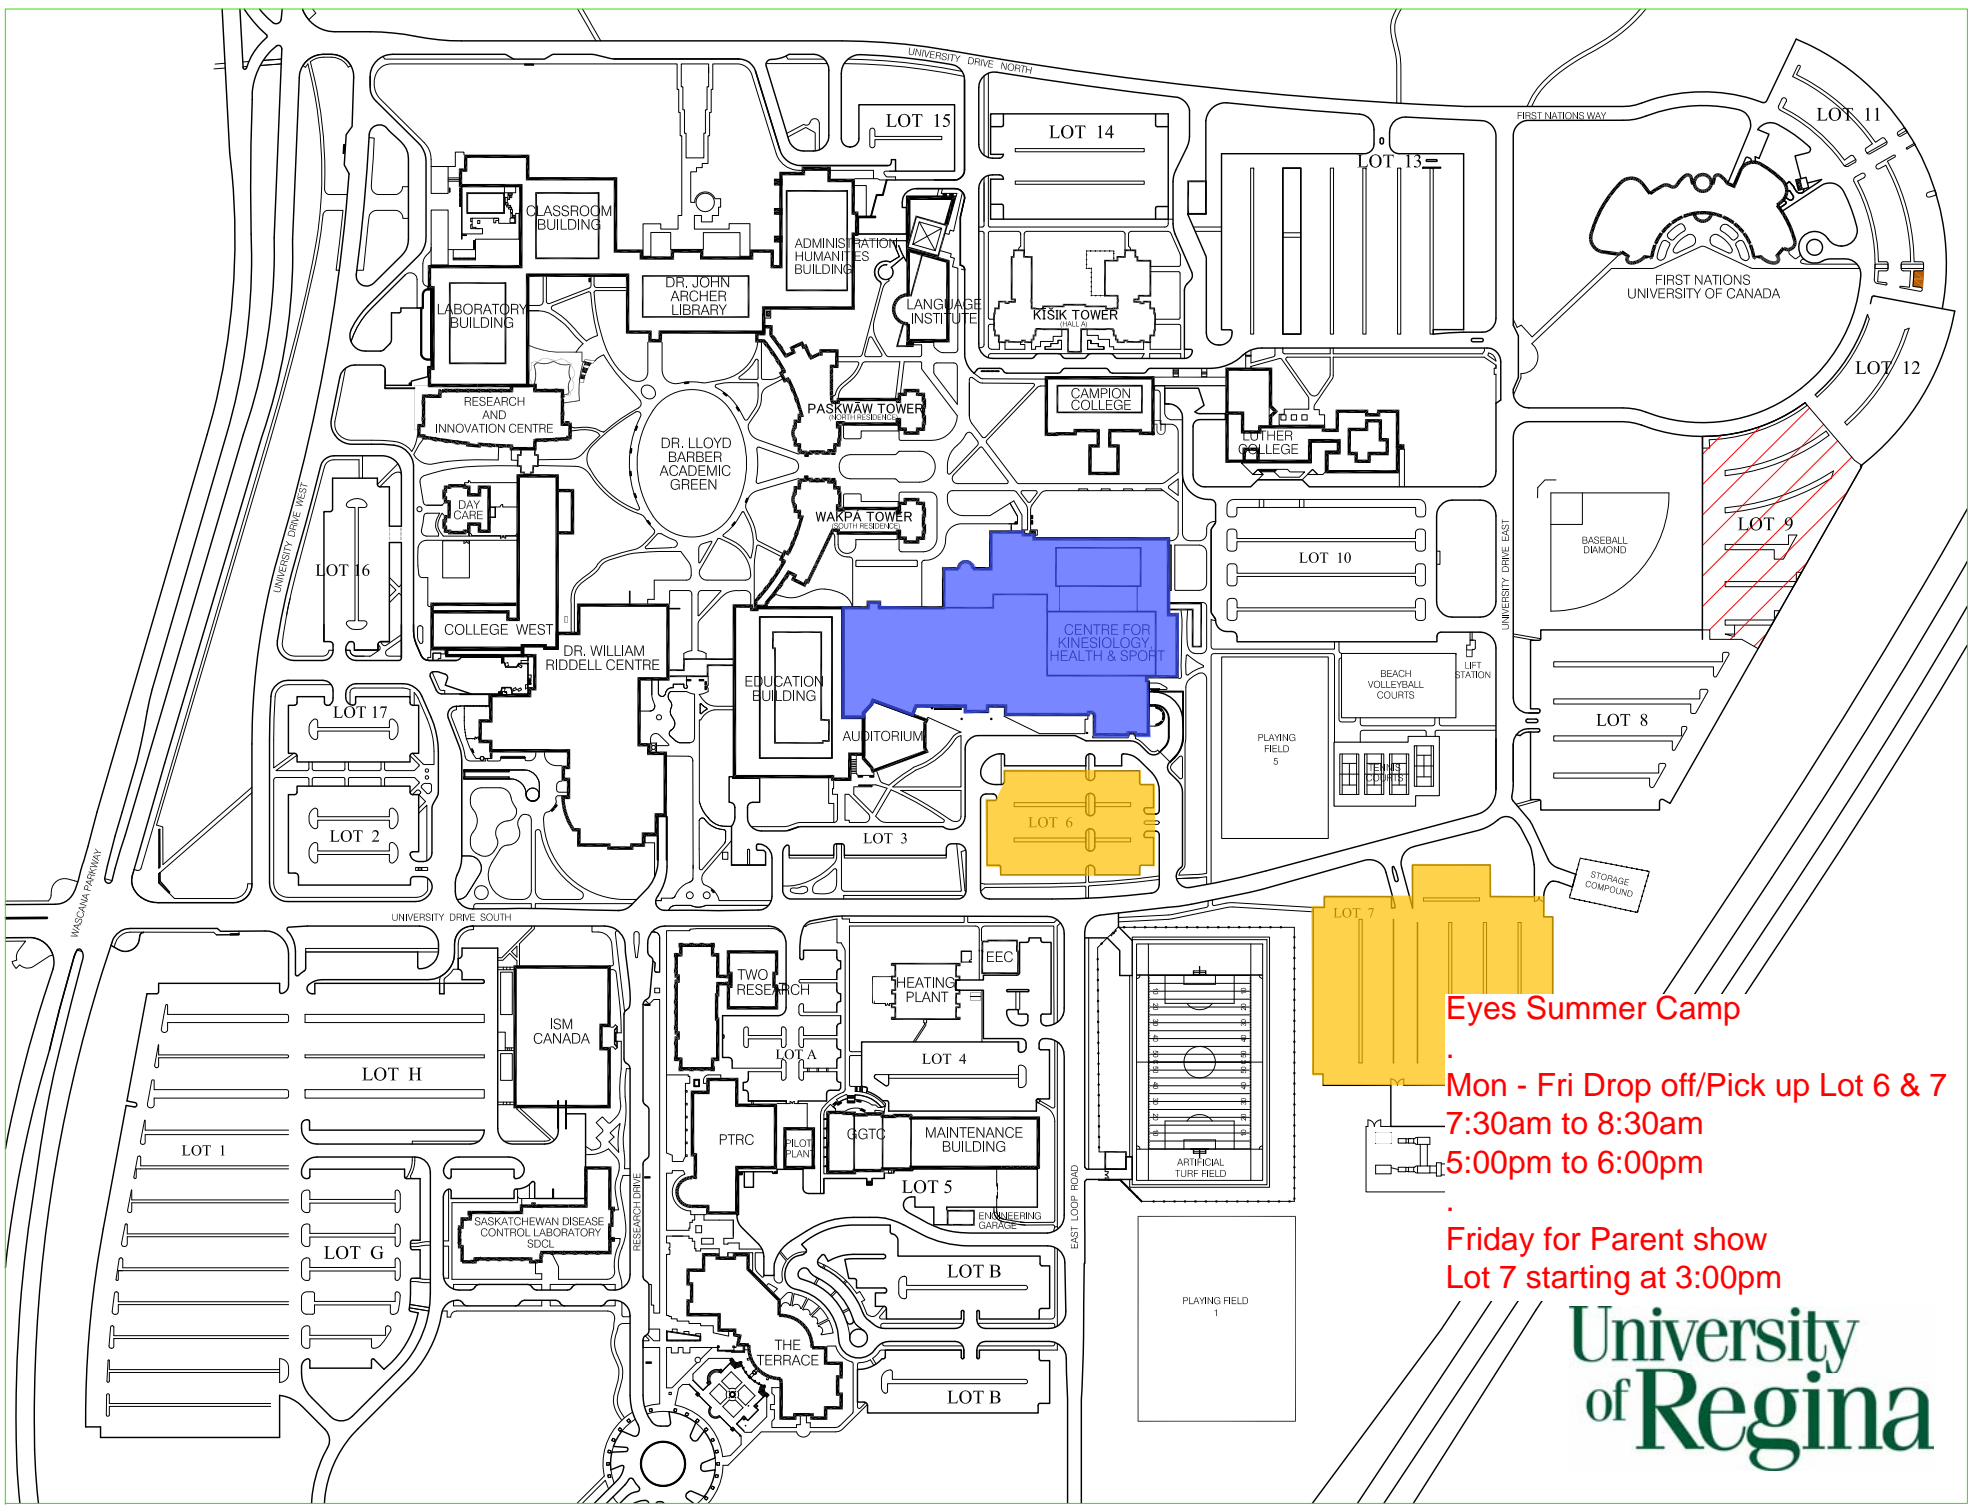 UNIVERSITY DRIVE NORTH
FIRST NATIONS WAY
LOT 11
LOT 15
LOT 14
LOT 13
CLASSROOM
BUILDING
ADMINISTRATION
HUMANITIES
BUILDING
DR. JOHN
ARCHER
LIBRARY
LABORATORY
BUILDING
LANGUAGE
INSTITUTE
KĪŠIK TOWER
(HALL A)
FIRST NATIONS
UNIVERSITY OF CANADA
LOT 12
RESEARCH
AND
INNOVATION CENTRE
PASKWĀW TOWER
(NORTH RESIDENCE)
CAMPION
COLLEGE
LUTHER
COLLEGE
DR. LLOYD
BARBER
ACADEMIC
GREEN
UNIVERSITY DRIVE WEST
DAY
CARE
WAKPÁ TOWER
(SOUTH RESIDENCE)
LOT 16
LOT 10
UNIVERSITY DRIVE EAST
BASEBALL
DIAMOND
LOT 9
COLLEGE WEST
DR. WILLIAM
RIDDELL CENTRE
CENTRE FOR
KINESIOLOGY,
HEALTH & SPORT
EDUCATION
BUILDING
AUDITORIUM
BEACH
VOLLEYBALL
COURTS
LIFT
STATION
LOT 17
LOT 8
PLAYING
FIELD
5
TENNIS
COURTS
LOT 2
LOT 3
LOT 6
WASCANA PARKWAY
STORAGE
COMPOUND
UNIVERSITY DRIVE SOUTH
LOT 7
TWO
RESEARCH
HEATING
PLANT
EEC
ISM
CANADA
LOT A
LOT 4
LOT H
LOT 1
PTRC
PILOT
PLANT
GGTC
MAINTENANCE
BUILDING
ARTIFICIAL
TURF FIELD
LOT 5
ENGINEERING
GARAGE
RESEARCH DRIVE
EAST LOOP ROAD
SASKATCHEWAN DISEASE
CONTROL LABORATORY
SDCL
LOT G
LOT B
THE
TERRACE
LOT B
PLAYING FIELD
1
Eyes Summer Camp
.
Mon - Fri Drop off/Pick up Lot 6 & 7
7:30am to 8:30am
5:00pm to 6:00pm
.
Friday for Parent show
Lot 7 starting at 3:00pm
University
of Regina